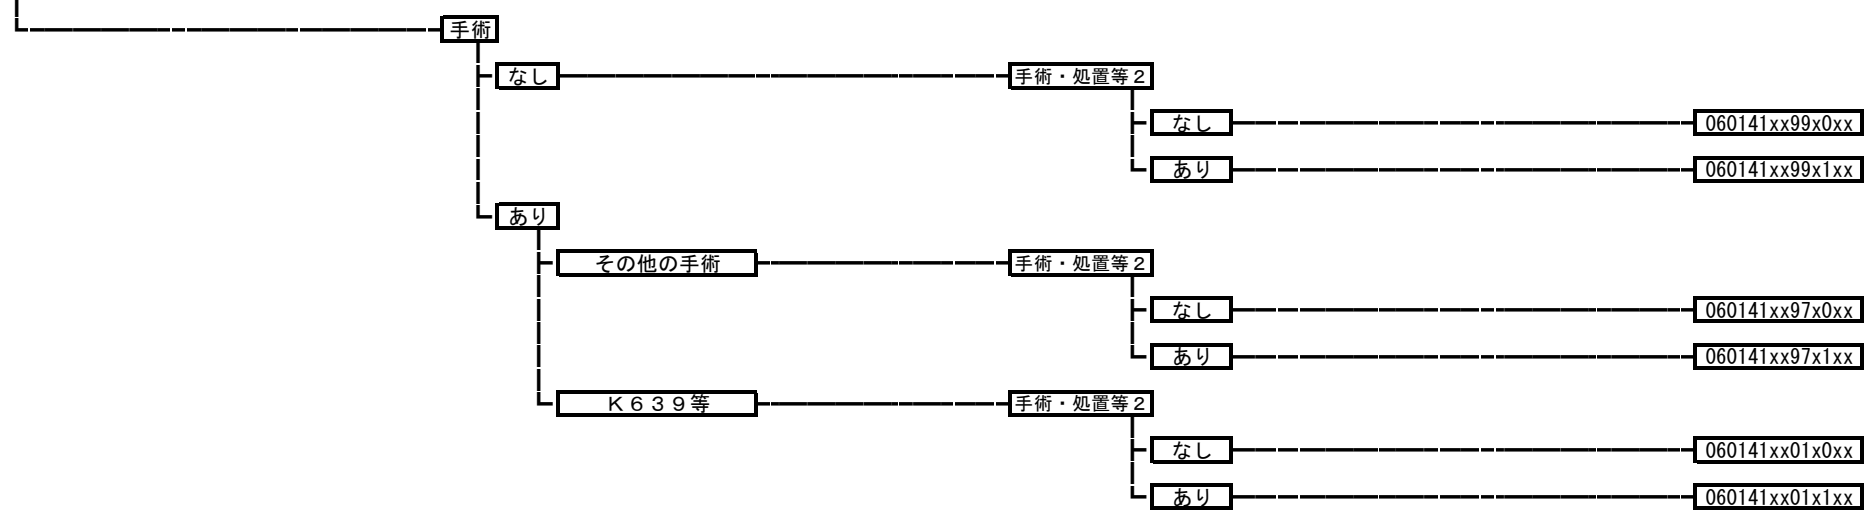 手術
なし 手術・処置等２
なし 060141xx99x0xx
あり 060141xx99x1xx
あり
その他の手術 手術・処置等２
なし 060141xx97x0xx
あり 060141xx97x1xx
Ｋ６３９等 手術・処置等２
なし 060141xx01x0xx
あり 060141xx01x1xx